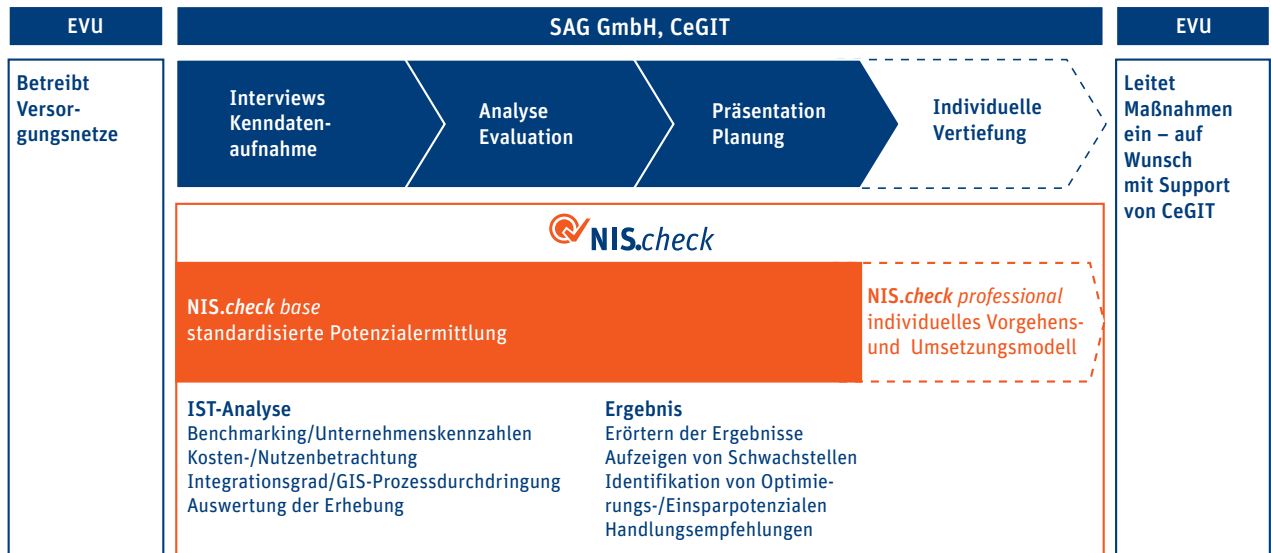 EVU
SAG GmbH, CeGIT
EVU
Betreibt
Versor-
gungsnetze
Interviews
Kenndaten-
aufnahme
Analyse
Evaluation
Präsentation
Planung
Individuelle
Vertiefung
Leitet
Maßnahmen
ein – auf
Wunsch
mit Support
von CeGIT
NIS.check
NIS.check base
standardisierte Potenzialermittlung
NIS.check professional
individuelles Vorgehens-
und Umsetzungsmodell
IST-Analyse
Benchmarking/Unternehmenskennzahlen
Kosten-/Nutzenbetrachtung
Integrationsgrad/GIS-Prozessdurchdringung
Auswertung der Erhebung
Ergebnis
Erörtern der Ergebnisse
Aufzeigen von Schwachstellen
Identifikation von Optimie-
rungs-/Einsparpotenzialen
Handlungsempfehlungen